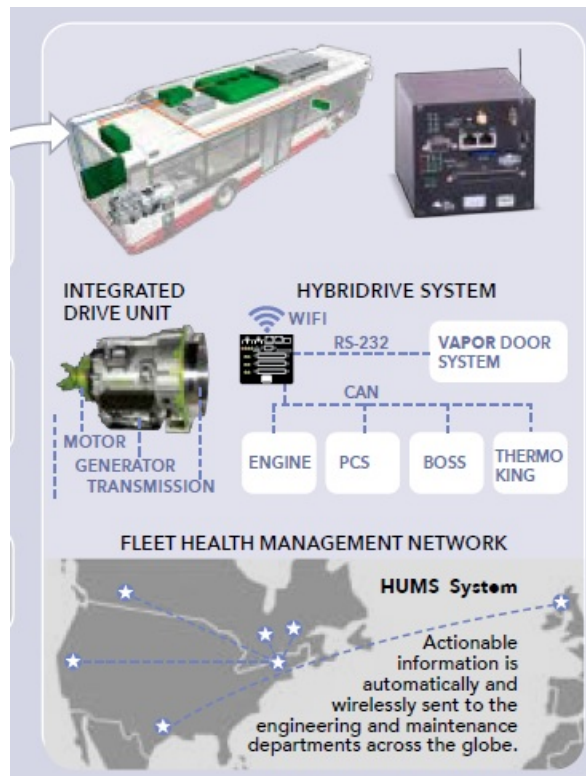 INTEGRATED
DRIVE UNIT
HYBRIDRIVE SYSTEM
WIFI
RS-232
VAPOR DOOR
SYSTEM
CAN
MOTOR
GENERATOR
TRANSMISSION
ENGINE
PCS
BOSS
THERMO
KING
FLEET HEALTH MANAGEMENT NETWORK
HUMS System
Actionable
information is
automatically and
wirelessly sent to the
engineering and maintenance
departments across the globe.